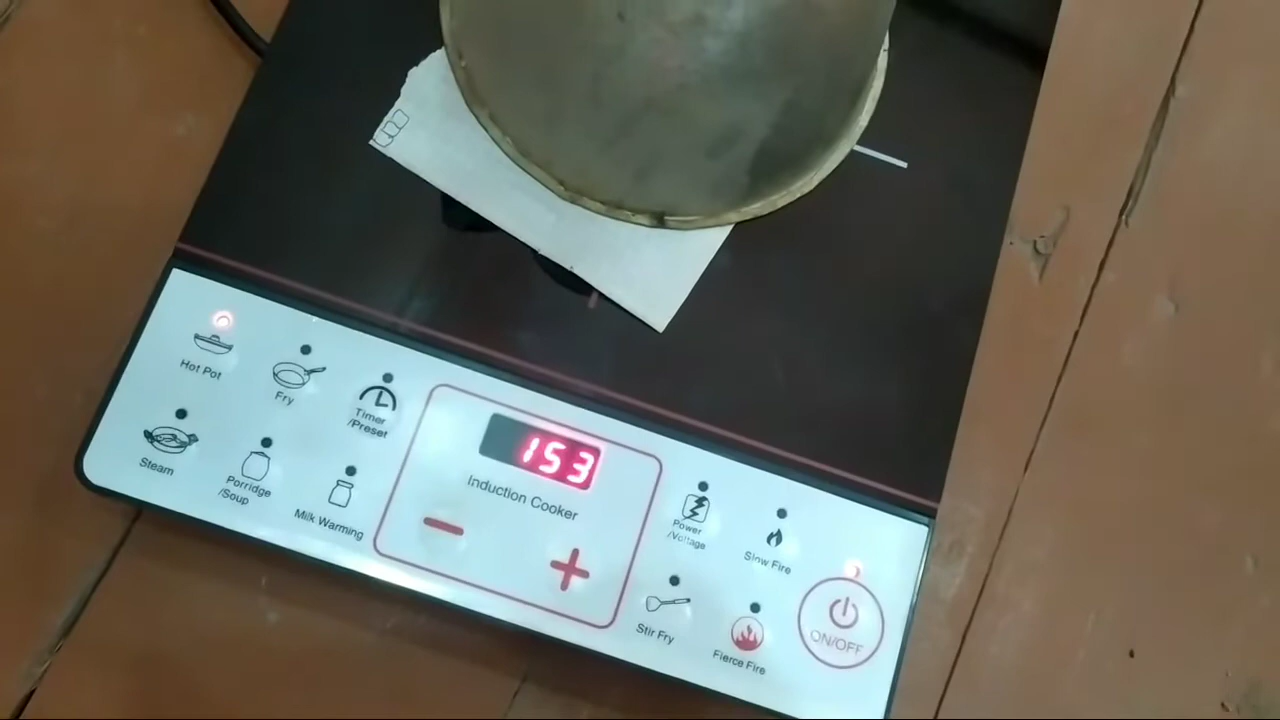 Hot Pot
Fry
Timer
/Preset
Steam
Porridge
/Soup
Milk Warming
153
Induction Cooker
− +
Power
/Voltage
Slow Fire
Stir Fry
Fierce Fire
ON/OFF